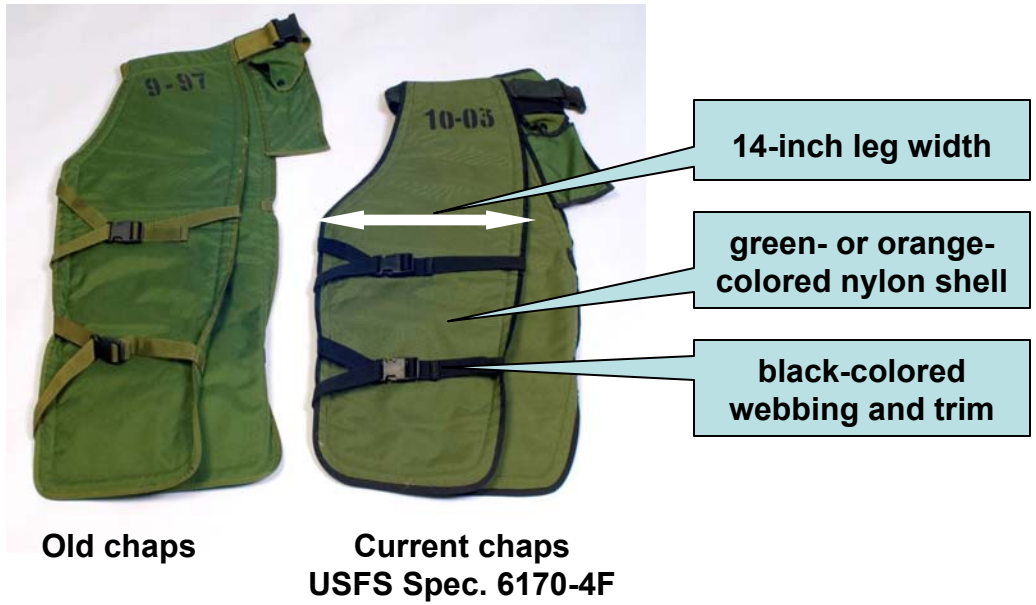 9-97
10-03
14-inch leg width
green- or orange-
colored nylon shell
black-colored
webbing and trim
Old chaps
Current chaps
USFS Spec. 6170-4F